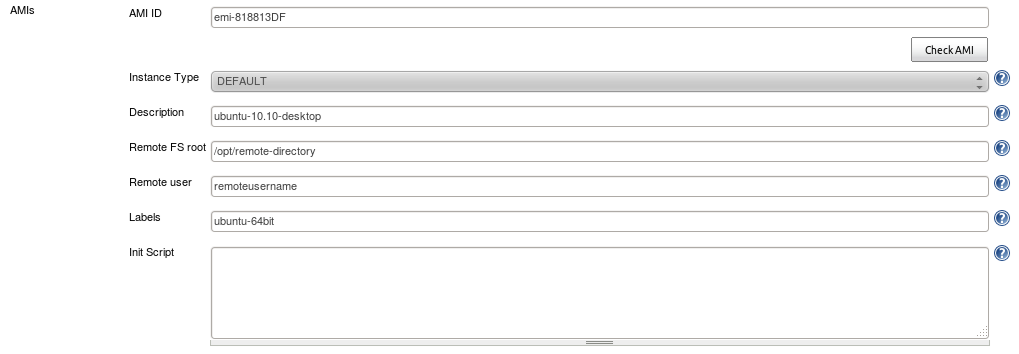 AMIs
AMI ID emi-818813DF
Check AMI
Instance Type DEFAULT ?
Description ubuntu-10.10-desktop ?
Remote FS root /opt/remote-directory ?
Remote user remoteusername ?
Labels ubuntu-64bit ?
Init Script ?